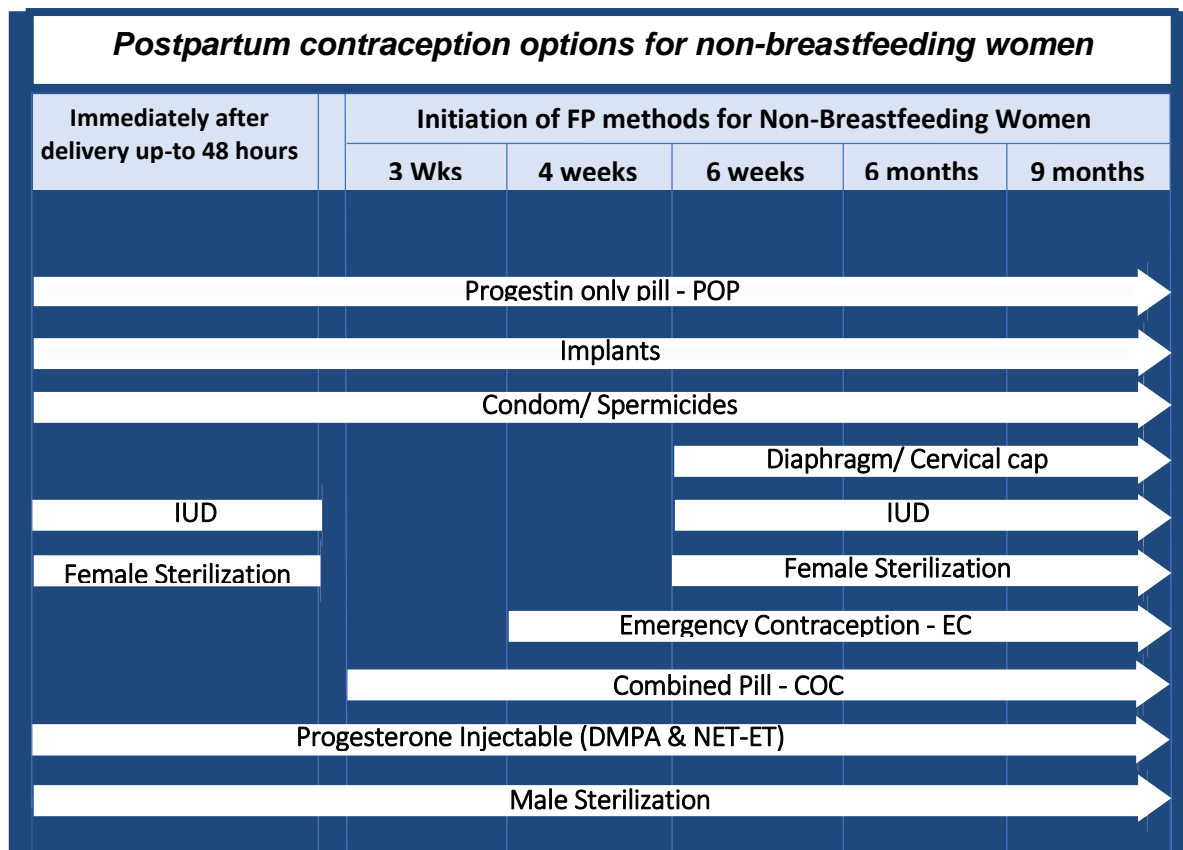 Postpartum contraception options for non-breastfeeding women
Immediately after
delivery up-to 48 hours
Initiation of FP methods for Non-Breastfeeding Women
3 Wks
4 weeks
6 weeks
6 months
9 months
Progestin only pill - POP
Implants
Condom/ Spermicides
Diaphragm/ Cervical cap
IUD
IUD
Female Sterilization
Female Sterilization
Emergency Contraception - EC
Combined Pill - COC
Progesterone Injectable (DMPA & NET-ET)
Male Sterilization